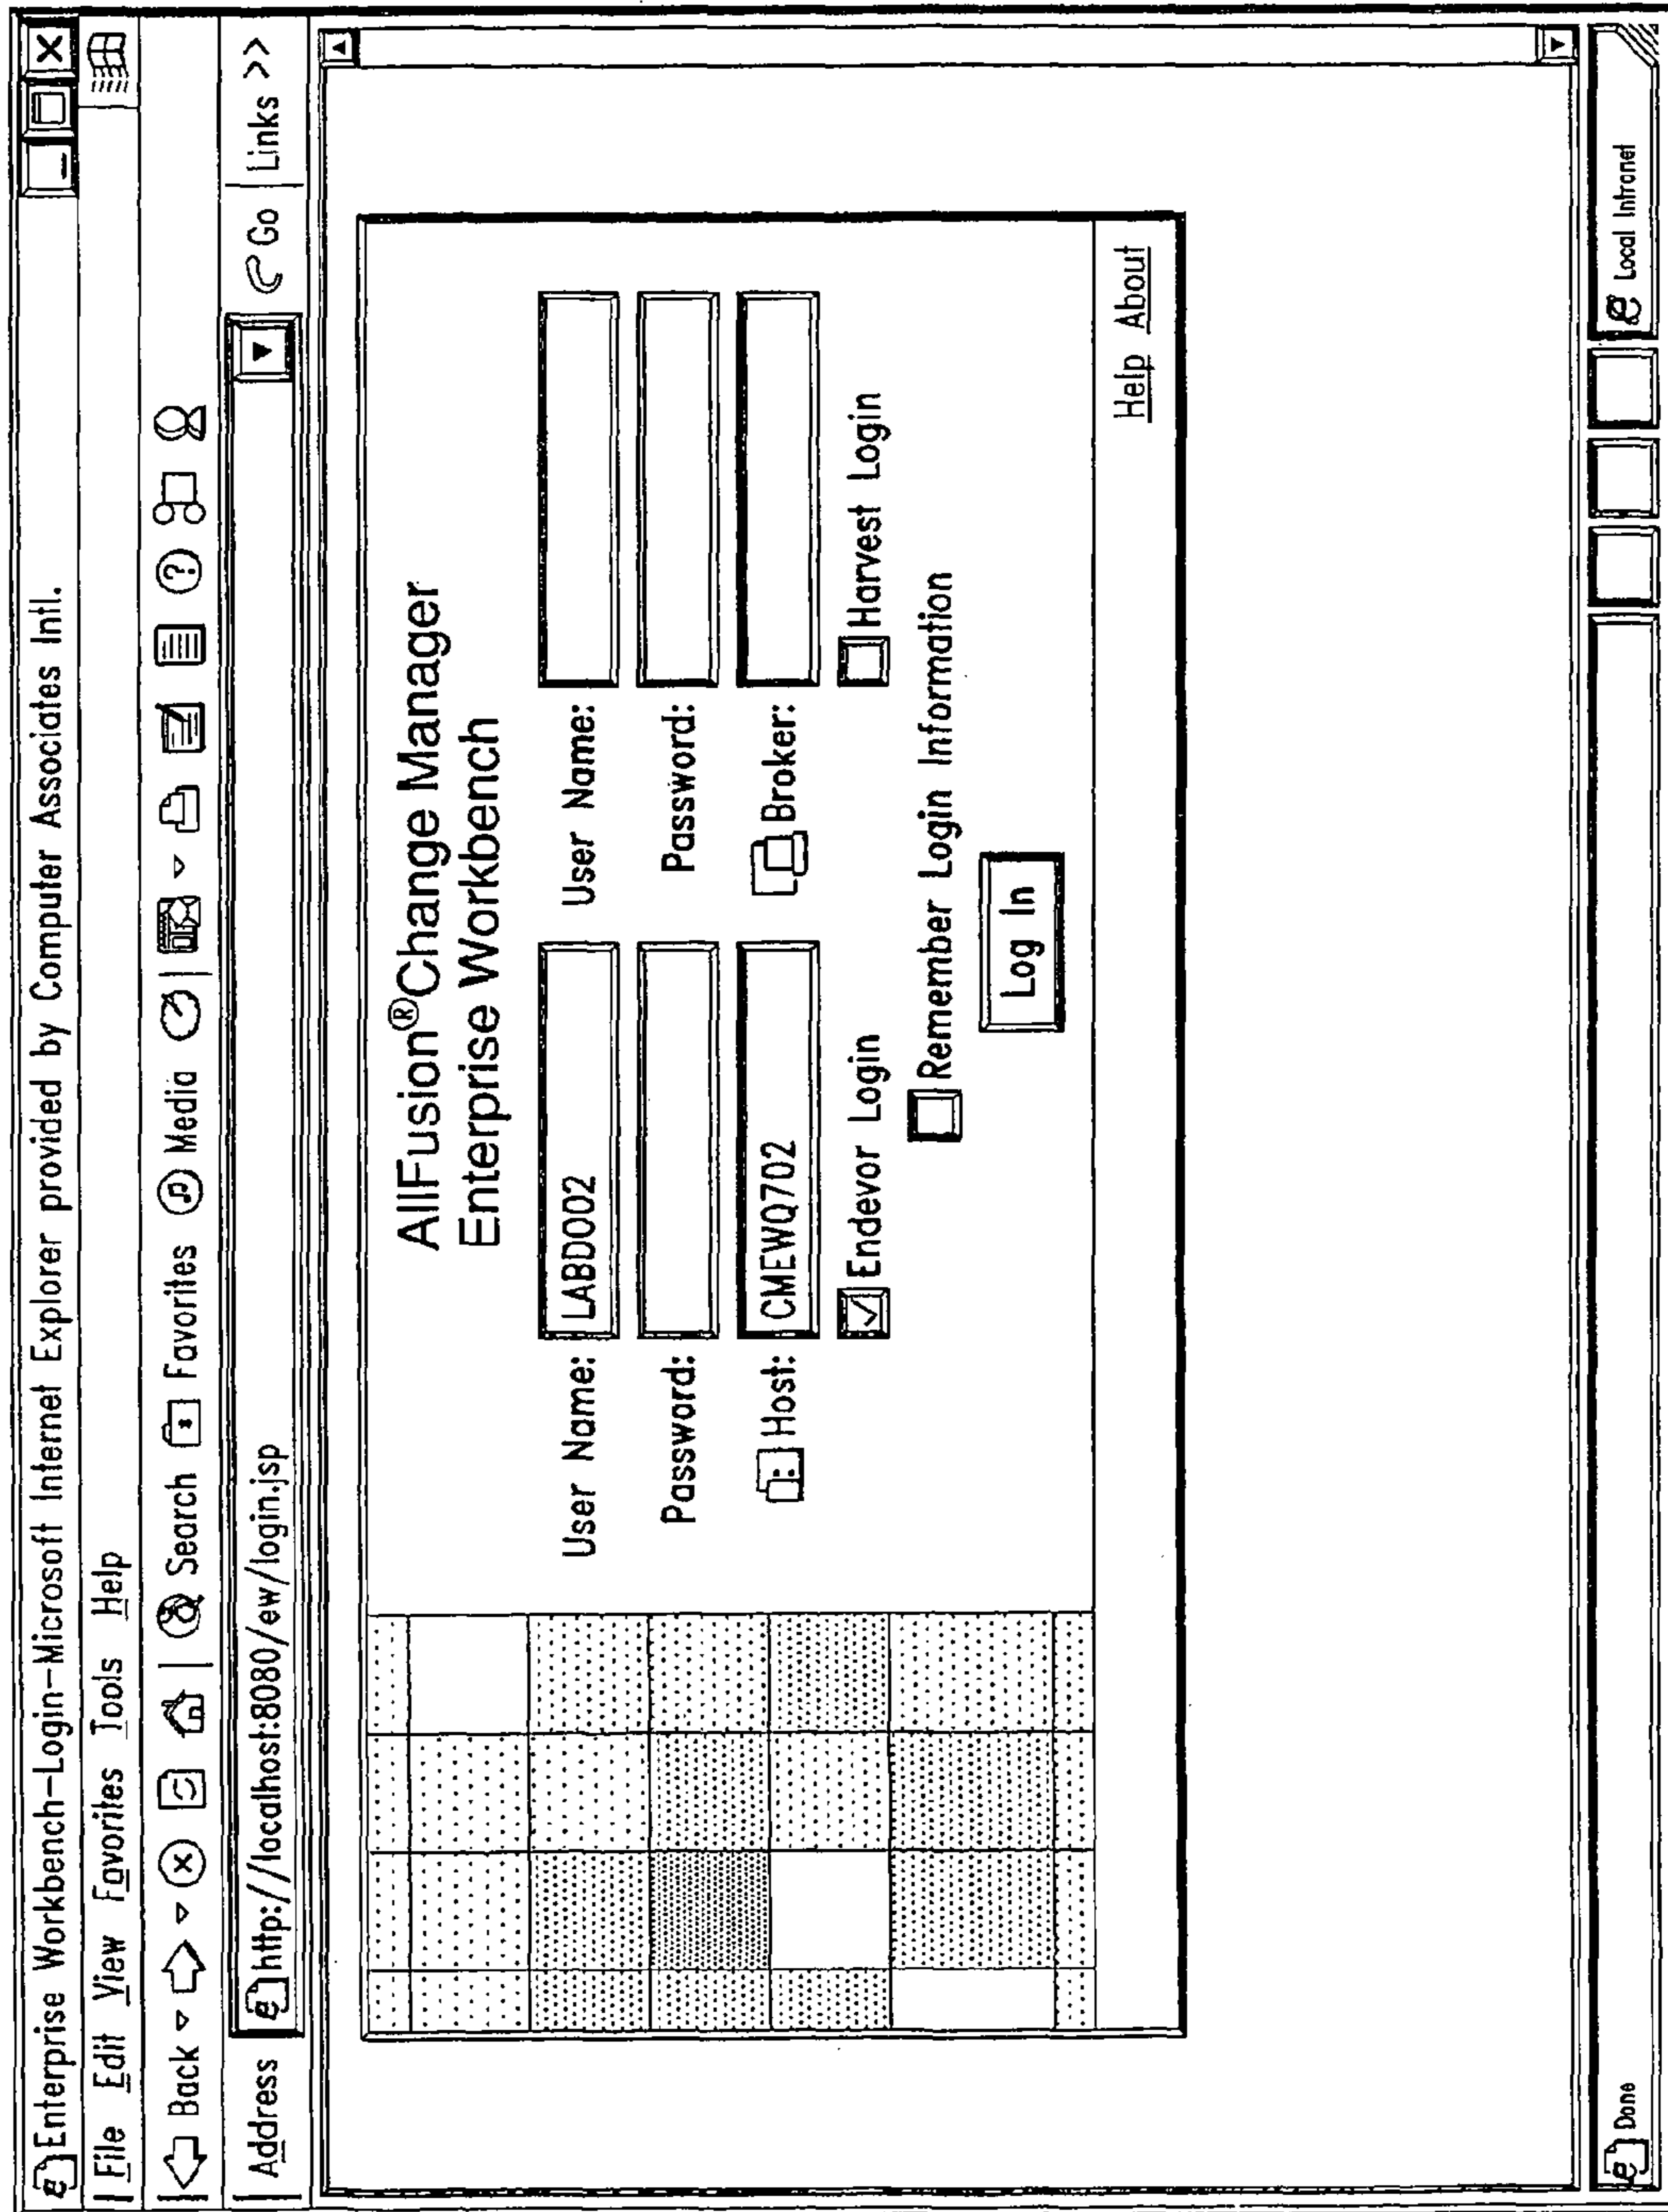 Enterprise Workbench-Login-Microsoft Internet Explorer provided by Computer Associates Intl.
File Edit View Favorites Tools Help
Back Search Favorites Media
Address http://localhost:8080/ew/login.jsp Go Links >>
AllFusion®Change Manager
Enterprise Workbench
User Name: LABD002 User Name:
Password: Password:
Host: CMEWQ702 Broker:
Endevor Login Harvest Login
Remember Login Information
Log In
Help About
Done Local Intranet